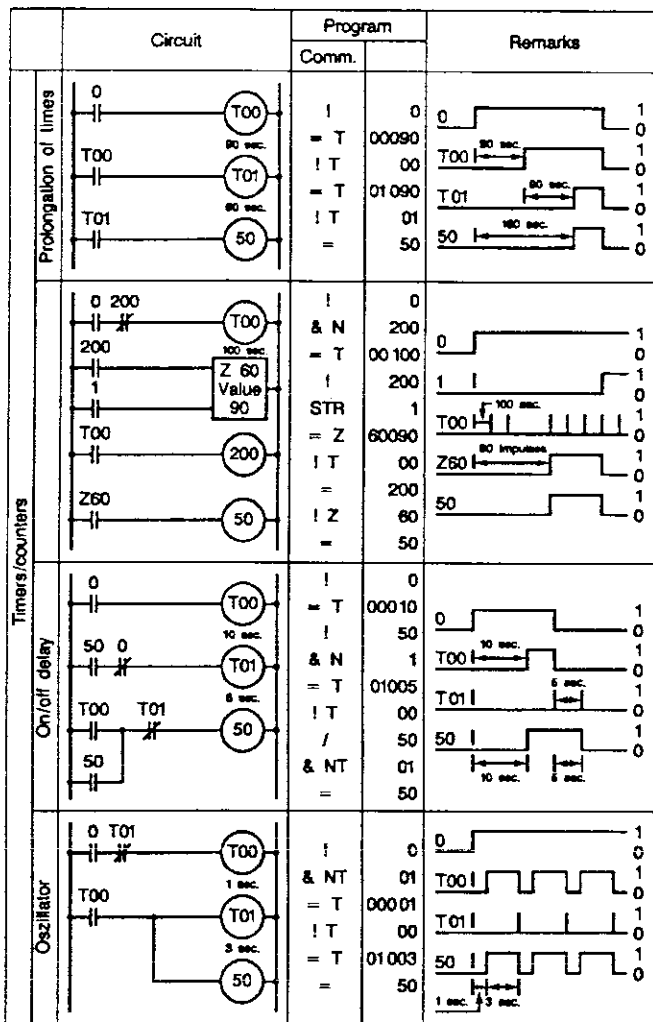 Circuit
Program
Comm.
Remarks
Timers/counters
Prolongation of times
0
T00
90 sec.
T00
T01
90 sec.
T01
50
! 0
= T 00090
! T 00
= T 01 090
! T 01
= 50
0 1 0
90 sec.
T00 1 0
90 sec.
T01 1 0
180 sec.
50 1 0
0 200
T00
100 sec.
200
Z 60
Value
90
1
T00
200
Z60
50
! 0
& N 200
= T 00 100
! 200
STR 1
= Z 60090
! T 00
= 200
! Z 60
= 50
0 1 0
1 1 0
100 sec.
T00 1 0
90 impulses
Z60 1 0
50 1 0
On/off delay
0
T00
10 sec.
50 0
T01
5 sec.
T00 T01
50
50
! 0
= T 00010
! 50
& N 1
= T 01005
! T 00
/ 50
& NT 01
= 50
0 1 0
10 sec.
T00 1 0
5 sec.
T01 1 0
50 1 0
10 sec. 5 sec.
Oszillator
0 T01
T00
1 sec.
T00
T01
3 sec.
50
! 0
& NT 01
= T 000 01
! T 00
= T 01 003
= 50
0 1 0
T00 1 0
T01 1 0
50 1 0
1 sec. 3 sec.